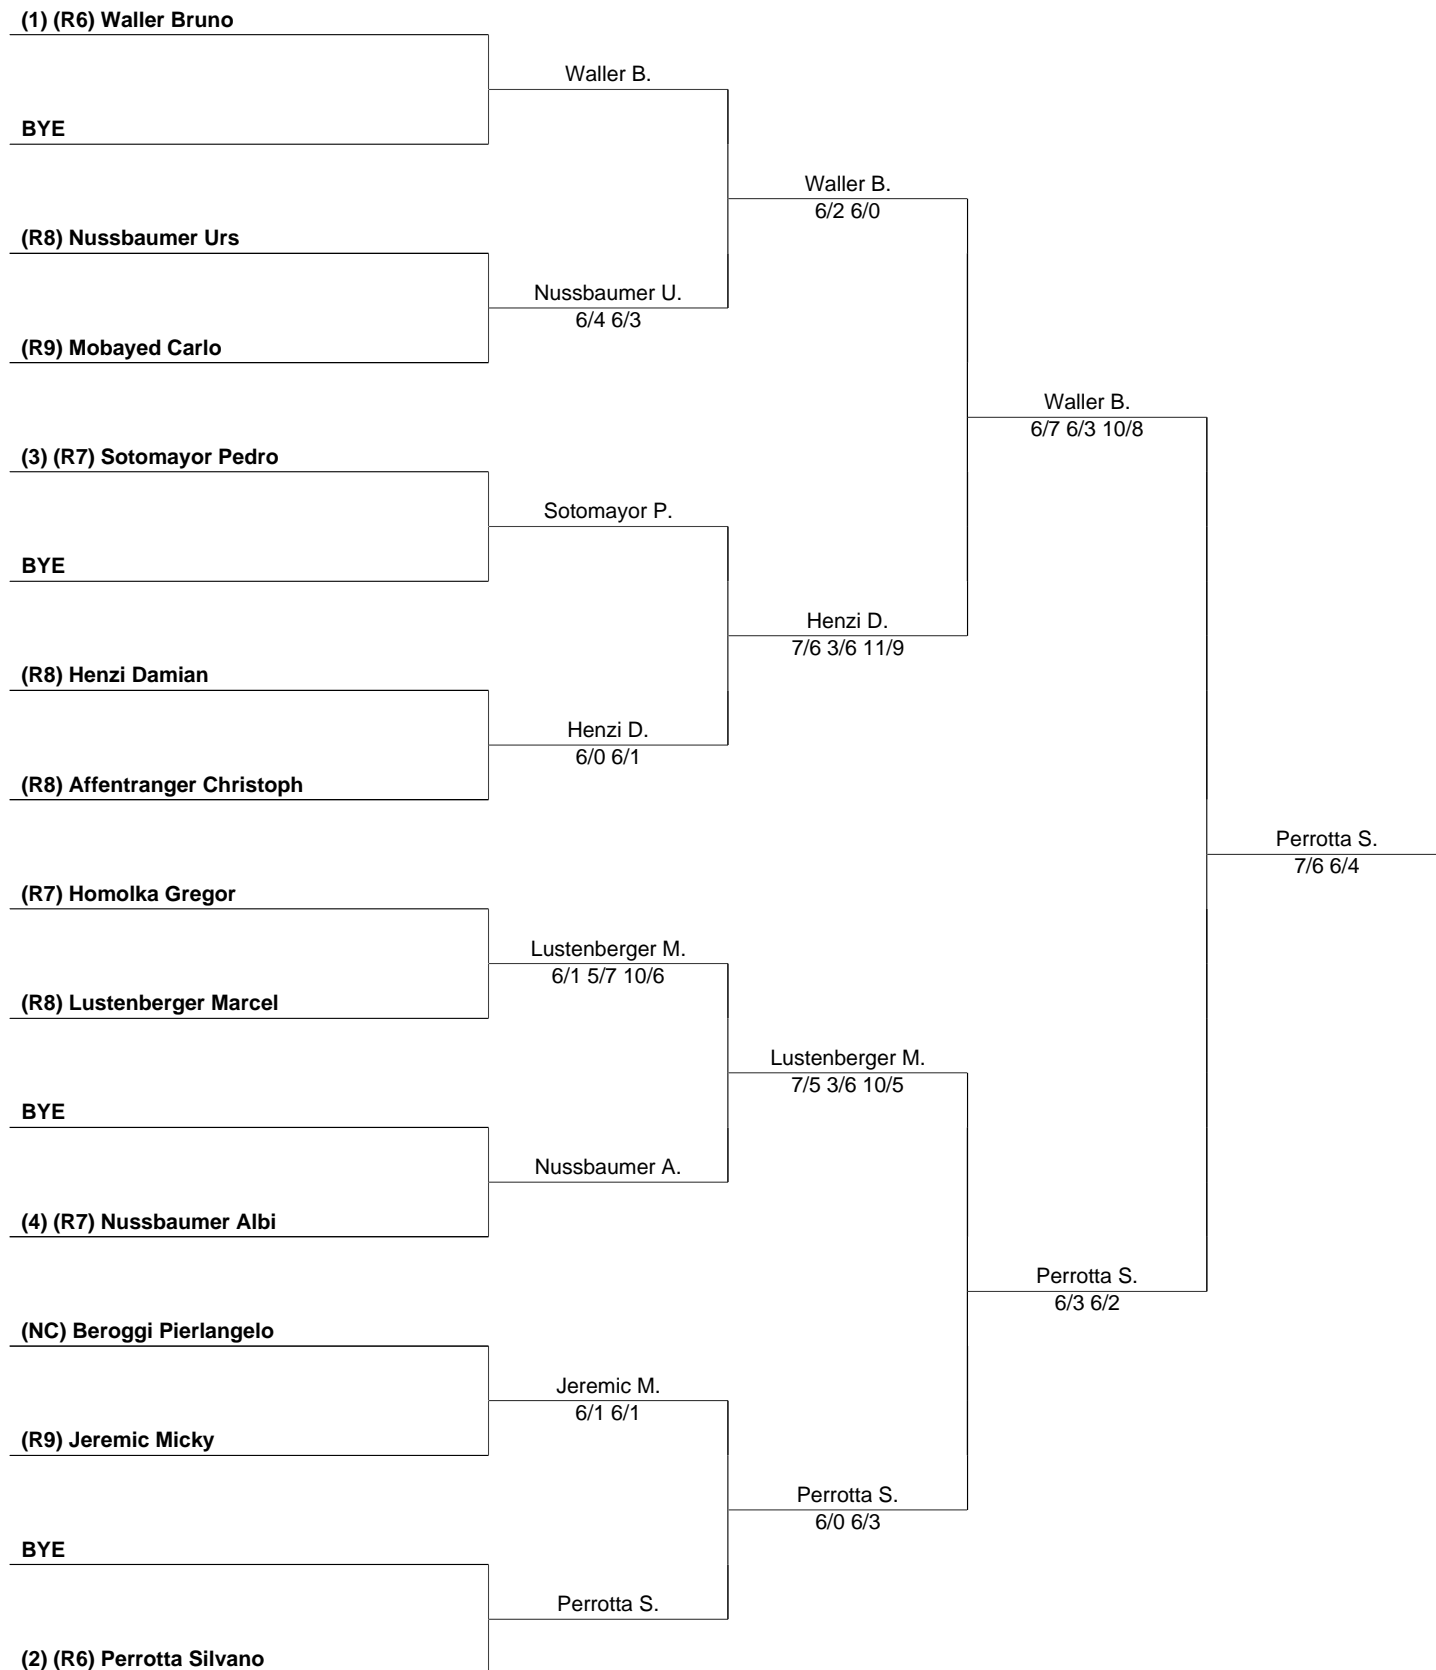 (1) (R6) Waller Bruno
Waller B.
BYE
Waller B.
6/2 6/0
(R8) Nussbaumer Urs
Nussbaumer U.
6/4 6/3
(R9) Mobayed Carlo
Waller B.
6/7 6/3 10/8
(3) (R7) Sotomayor Pedro
Sotomayor P.
BYE
Henzi D.
7/6 3/6 11/9
(R8) Henzi Damian
Henzi D.
6/0 6/1
(R8) Affentranger Christoph
Perrotta S.
7/6 6/4
(R7) Homolka Gregor
Lustenberger M.
6/1 5/7 10/6
(R8) Lustenberger Marcel
Lustenberger M.
7/5 3/6 10/5
BYE
Nussbaumer A.
(4) (R7) Nussbaumer Albi
Perrotta S.
6/3 6/2
(NC) Beroggi Pierlangelo
Jeremic M.
6/1 6/1
(R9) Jeremic Micky
Perrotta S.
6/0 6/3
BYE
Perrotta S.
(2) (R6) Perrotta Silvano